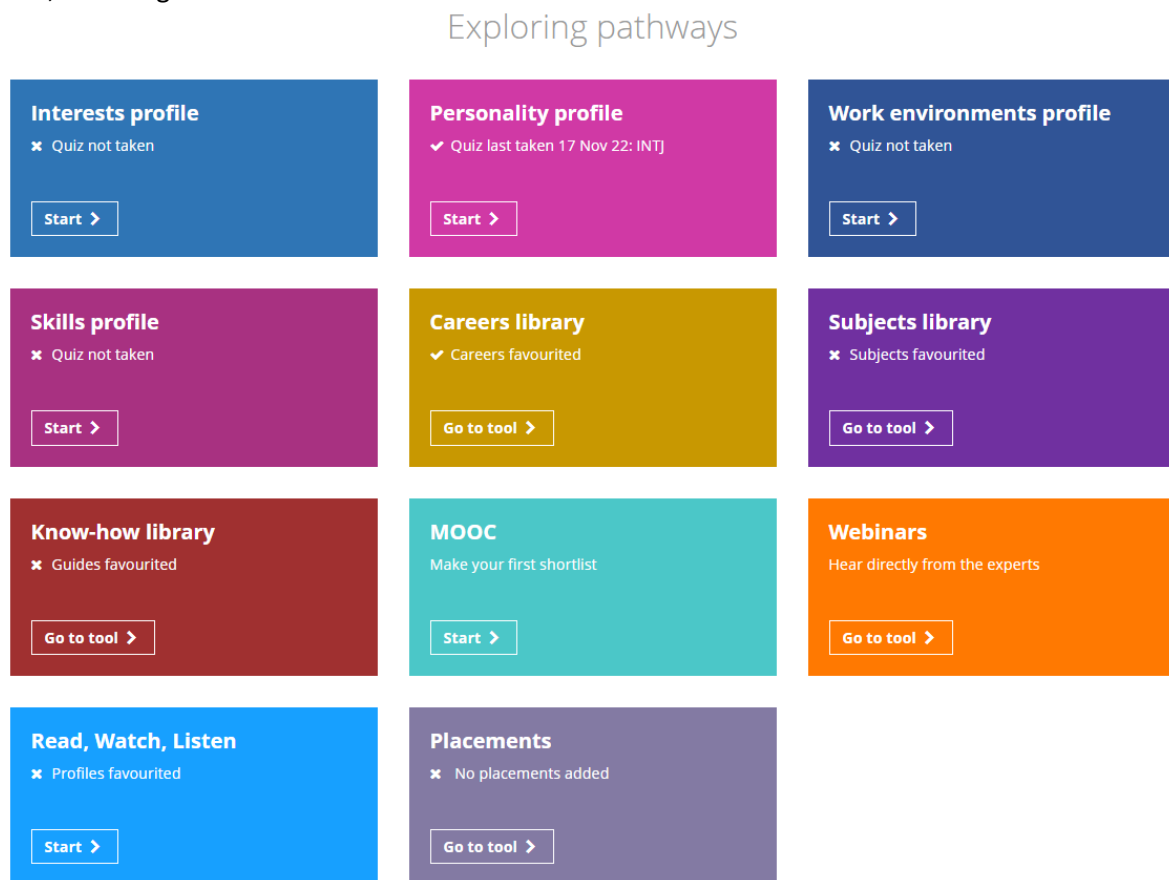 Exploring pathways
Interests profile
✖ Quiz not taken
Start >
Personality profile
✔ Quiz last taken 17 Nov 22: INTJ
Start >
Work environments profile
✖ Quiz not taken
Start >
Skills profile
✖ Quiz not taken
Start >
Careers library
✔ Careers favourited
Go to tool >
Subjects library
✖ Subjects favourited
Go to tool >
Know-how library
✖ Guides favourited
Go to tool >
MOOC
Make your first shortlist
Start >
Webinars
Hear directly from the experts
Go to tool >
Read, Watch, Listen
✖ Profiles favourited
Start >
Placements
✖ No placements added
Go to tool >